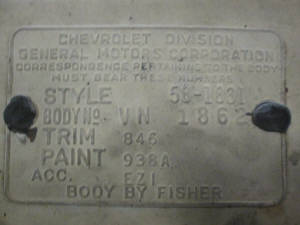 CHEVROLET DIVISION
GENERAL MOTORS CORPORATION
CORRESPONDENCE PERTAINING TO THE BODY
MUST BEAR THESE NUMBERS
STYLE 58-1831
BODY No. VN 1862
TRIM 846
PAINT 938A
ACC. EZI
BODY BY FISHER